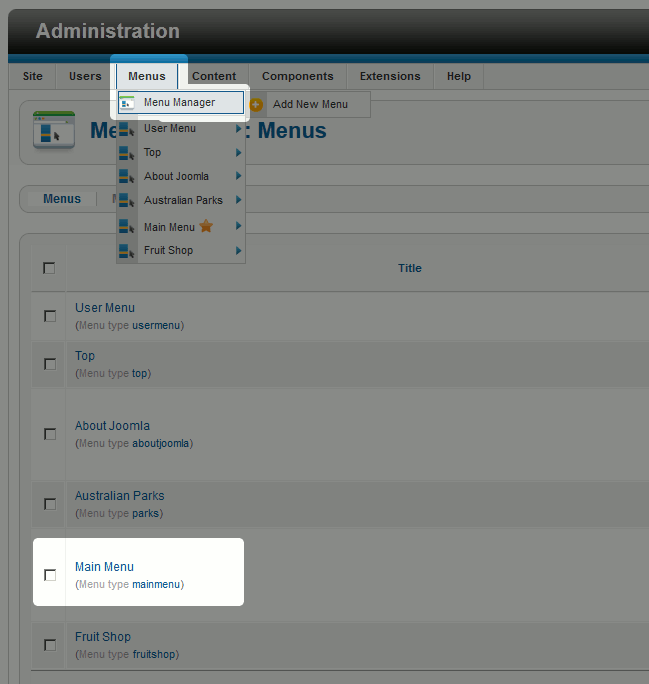 Administration
Site Users Menus Content Components Extensions Help
Menu Manager
Add New Menu
Me : Menus
User Menu
Top
About Joomla
Australian Parks
Main Menu
Fruit Shop
Menus
Title
User Menu
(Menu type usermenu)
Top
(Menu type top)
About Joomla
(Menu type aboutjoomla)
Australian Parks
(Menu type parks)
Main Menu
(Menu type mainmenu)
Fruit Shop
(Menu type fruitshop)